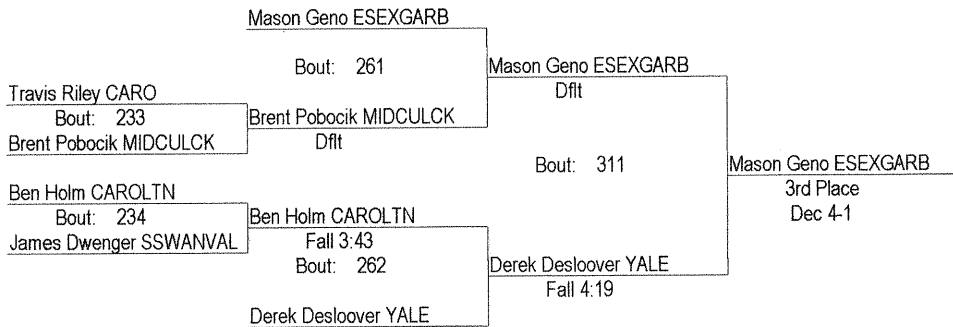 Mason Geno ESEXGARB
Bout: 261
Mason Geno ESEXGARB
Dflt
Travis Riley CARO
Bout: 233
Brent Pobocik MIDCULCK
Brent Pobocik MIDCULCK
Dflt
Bout: 311
Mason Geno ESEXGARB
3rd Place
Dec 4-1
Ben Holm CAROLTN
Bout: 234
James Dwenger SSWANVAL
Ben Holm CAROLTN
Fall 3:43
Bout: 262
Derek Desloover YALE
Fall 4:19
Derek Desloover YALE